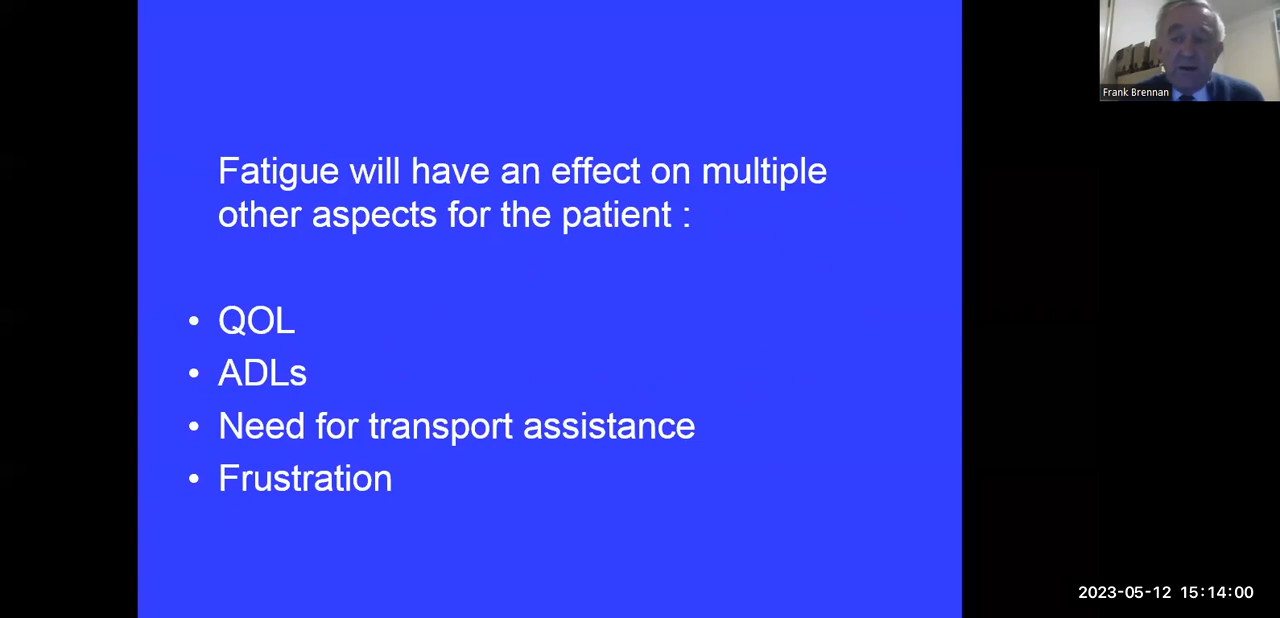 Fatigue will have an effect on multiple
other aspects for the patient :
• QOL
• ADLs
• Need for transport assistance
• Frustration
Frank Brennan
2023-05-12 15:14:00